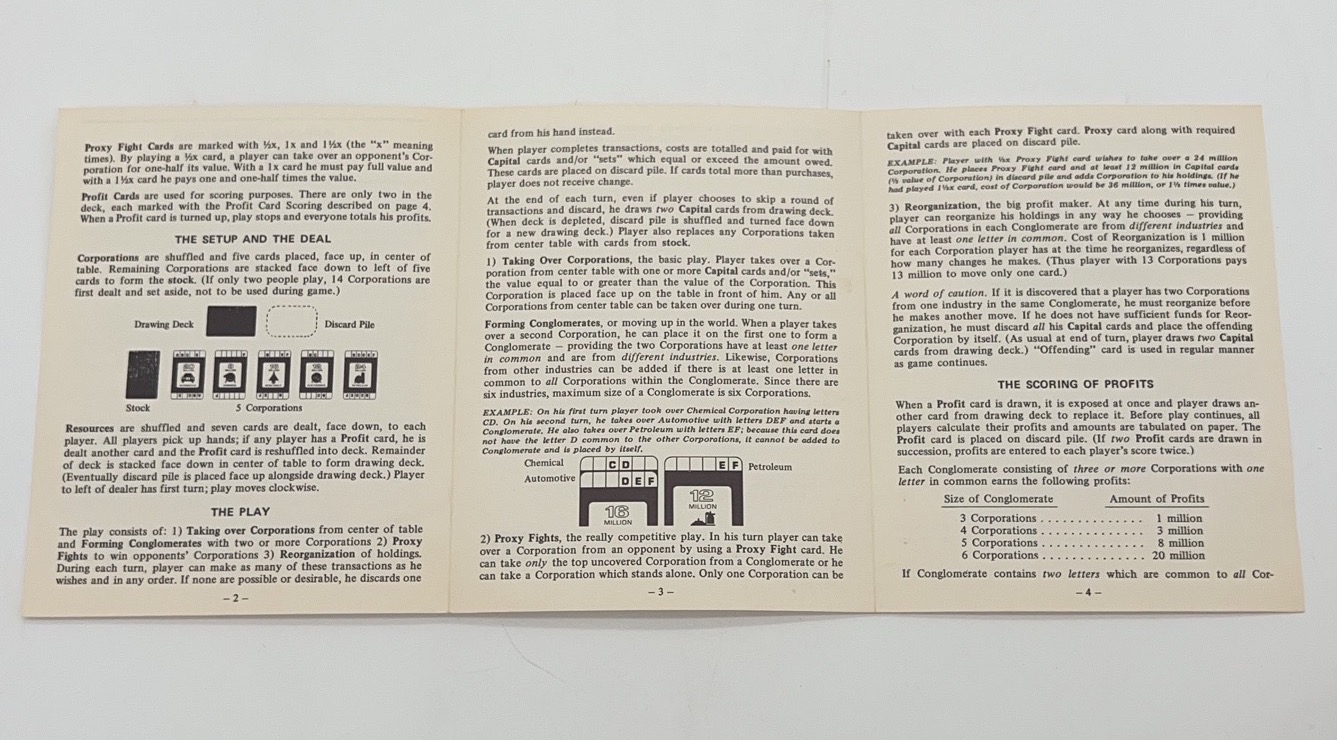 Proxy Fight Cards are marked with ½x, 1x and 1½x (the "x" meaning
times). By playing a ½x card, a player can take over an opponent's Cor-
poration for one-half its value. With a 1x card he must pay full value and
with a 1½x card he pays one and one-half times the value.
Profit Cards are used for scoring purposes. There are only two in the
deck, each marked with the Profit Card Scoring described on page 4.
When a Profit card is turned up, play stops and everyone totals his profits.
THE SETUP AND THE DEAL
Corporations are shuffled and five cards placed, face up, in center of
table. Remaining Corporations are stacked face down to left of five
cards to form the stock. (If only two people play, 14 Corporations are
first dealt and set aside, not to be used during game.)
Drawing Deck
Discard Pile
Stock
5 Corporations
Resources are shuffled and seven cards are dealt, face down, to each
player. All players pick up hands; if any player has a Profit card, he is
dealt another card and the Profit card is reshuffled into deck. Remainder
of deck is stacked face down in center of table to form drawing deck.
(Eventually discard pile is placed face up alongside drawing deck.) Player
to left of dealer has first turn; play moves clockwise.
THE PLAY
The play consists of: 1) Taking over Corporations from center of table
and Forming Conglomerates with two or more Corporations 2) Proxy
Fights to win opponents' Corporations 3) Reorganization of holdings.
During each turn, player can make as many of these transactions as he
wishes and in any order. If none are possible or desirable, he discards one
– 2 –
card from his hand instead.
When player completes transactions, costs are totalled and paid for with
Capital cards and/or "sets" which equal or exceed the amount owed.
These cards are placed on discard pile. If cards total more than purchases,
player does not receive change.
At the end of each turn, even if player chooses to skip a round of
transactions and discard, he draws two Capital cards from drawing deck.
(When deck is depleted, discard pile is shuffled and turned face down
for a new drawing deck.) Player also replaces any Corporations taken
from center table with cards from stock.
1) Taking Over Corporations, the basic play. Player takes over a Cor-
poration from center table with one or more Capital cards and/or "sets,"
the value equal to or greater than the value of the Corporation. This
Corporation is placed face up on the table in front of him. Any or all
Corporations from center table can be taken over during one turn.
Forming Conglomerates, or moving up in the world. When a player takes
over a second Corporation, he can place it on the first one to form a
Conglomerate – providing the two Corporations have at least one letter
in common and are from different industries. Likewise, Corporations
from other industries can be added if there is at least one letter in
common to all Corporations within the Conglomerate. Since there are
six industries, maximum size of a Conglomerate is six Corporations.
EXAMPLE: On his first turn player took over Chemical Corporation having letters
CD. On his second turn, he takes over Automotive with letters DEF and starts a
Conglomerate. He also takes over Petroleum with letters EF; because this card does
not have the letter D common to the other Corporations, it cannot be added to
Conglomerate and is placed by itself.
Chemical
C D
E F
Petroleum
Automotive
D E F
16
MILLION
12
MILLION
2) Proxy Fights, the really competitive play. In his turn player can take
over a Corporation from an opponent by using a Proxy Fight card. He
can take only the top uncovered Corporation from a Conglomerate or he
can take a Corporation which stands alone. Only one Corporation can be
– 3 –
taken over with each Proxy Fight card. Proxy card along with required
Capital cards are placed on discard pile.
EXAMPLE: Player with ½x Proxy Fight card wishes to take over a 24 million
Corporation. He places Proxy Fight card and at least 12 million in Capital cards
(½ value of Corporation) in discard pile and adds Corporation to his holdings. (If he
had played 1½x card, cost of Corporation would be 36 million, or 1½ times value.)
3) Reorganization, the big profit maker. At any time during his turn,
player can reorganize his holdings in any way he chooses – providing
all Corporations in each Conglomerate are from different industries and
have at least one letter in common. Cost of Reorganization is 1 million
for each Corporation player has at the time he reorganizes, regardless of
how many changes he makes. (Thus player with 13 Corporations pays
13 million to move only one card.)
A word of caution. If it is discovered that a player has two Corporations
from one industry in the same Conglomerate, he must reorganize before
he makes another move. If he does not have sufficient funds for Reor-
ganization, he must discard all his Capital cards and place the offending
Corporation by itself. (As usual at end of turn, player draws two Capital
cards from drawing deck.) "Offending" card is used in regular manner
as game continues.
THE SCORING OF PROFITS
When a Profit card is drawn, it is exposed at once and player draws an-
other card from drawing deck to replace it. Before play continues, all
players calculate their profits and amounts are tabulated on paper. The
Profit card is placed on discard pile. (If two Profit cards are drawn in
succession, profits are entered to each player's score twice.)
Each Conglomerate consisting of three or more Corporations with one
letter in common earns the following profits:
Size of Conglomerate Amount of Profits
3 Corporations . . . . . . . . . . . . . . 1 million
4 Corporations . . . . . . . . . . . . . . 3 million
5 Corporations . . . . . . . . . . . . . . 8 million
6 Corporations . . . . . . . . . . . . . . 20 million
If Conglomerate contains two letters which are common to all Cor-
– 4 –